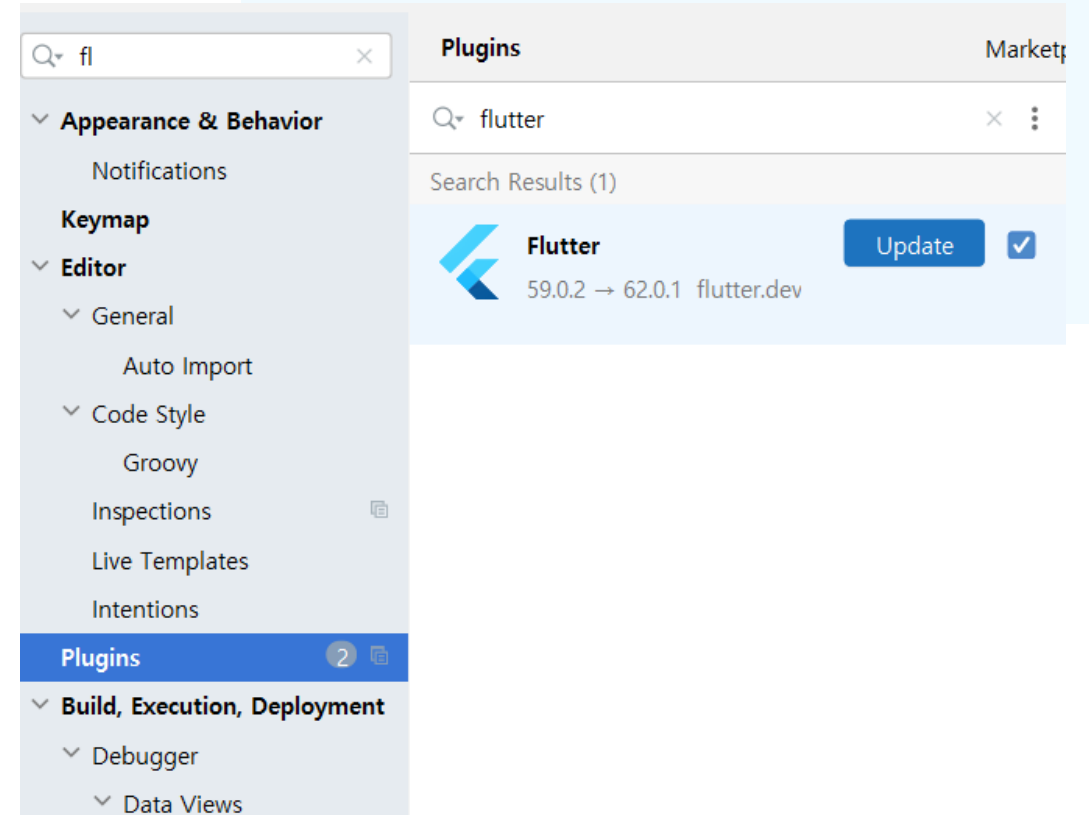 fl
Appearance & Behavior
Notifications
Keymap
Editor
General
Auto Import
Code Style
Groovy
Inspections
Live Templates
Intentions
Plugins 2
Build, Execution, Deployment
Debugger
Data Views
Plugins
flutter
Search Results (1)
Flutter Update
59.0.2 → 62.0.1 flutter.dev